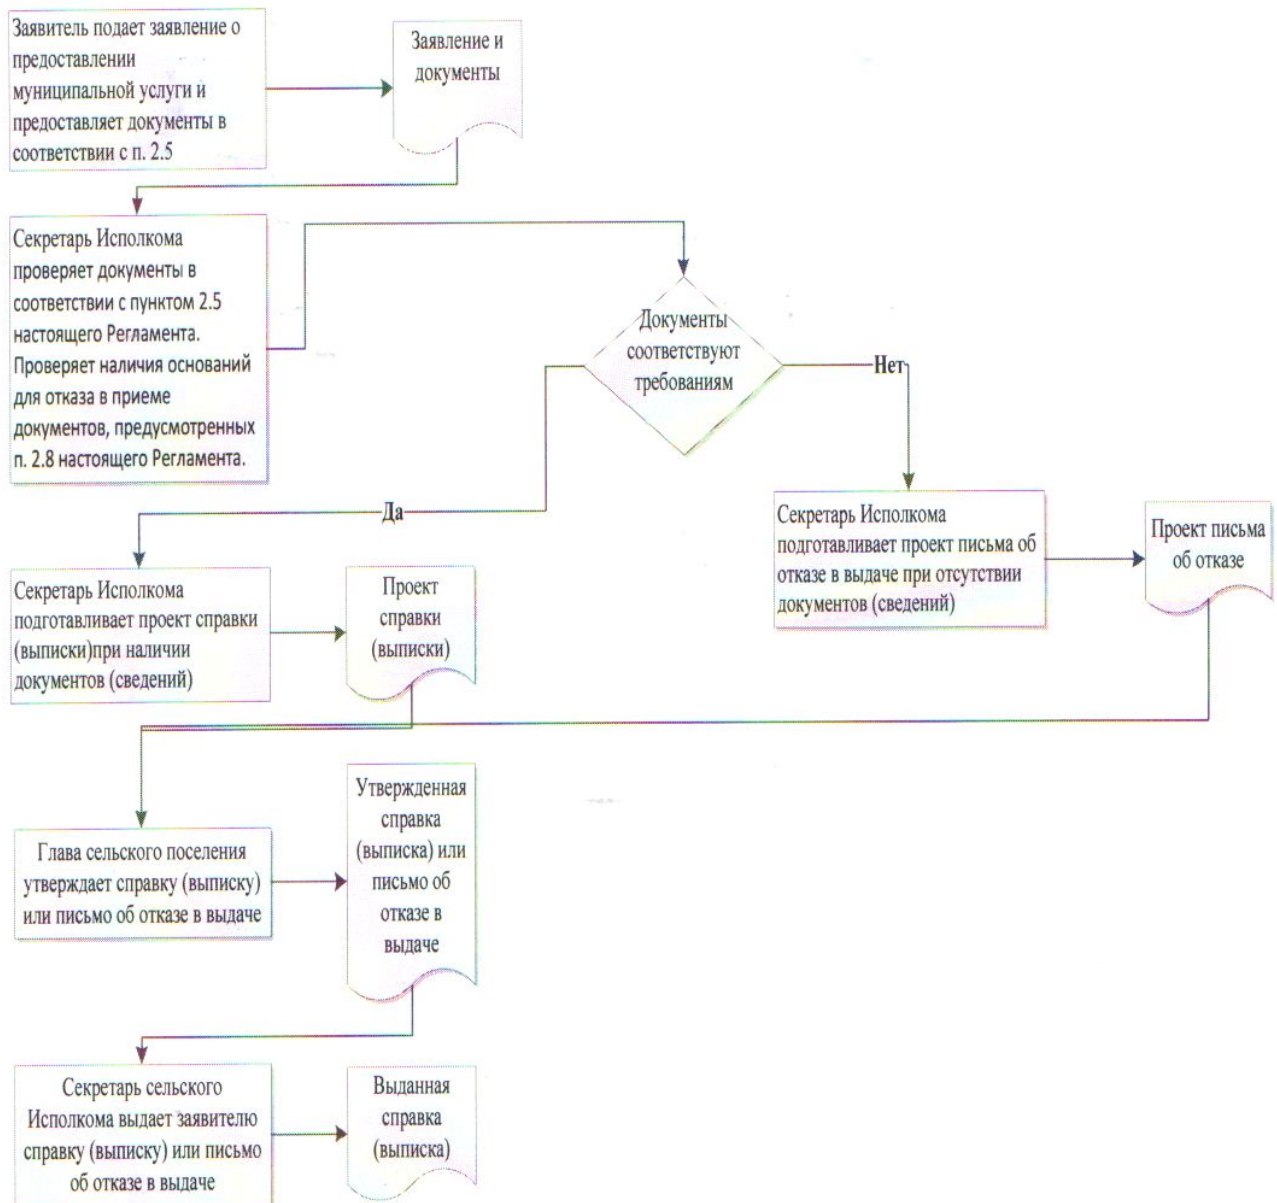 Заявитель подает заявление о
предоставлении
муниципальной услуги и
предоставляет документы в
соответствии с п. 2.5
Заявление и
документы
Секретарь Исполкома
проверяет документы в
соответствии с пунктом 2.5
настоящего Регламента.
Проверяет наличия оснований
для отказа в приеме
документов, предусмотренных
п. 2.8 настоящего Регламента.
Документы
соответствуют
требованиям
Нет
Да
Секретарь Исполкома
подготавливает проект письма об
отказе в выдаче при отсутствии
документов (сведений)
Проект письма
об отказе
Секретарь Исполкома
подготавливает проект справки
(выписки)при наличии
документов (сведений)
Проект
справки
(выписки)
Глава сельского поселения
утверждает справку (выписку)
или письмо об отказе в выдаче
Утвержденная
справка
(выписка) или
письмо об
отказе в
выдаче
Секретарь сельского
Исполкома выдает заявителю
справку (выписку) или письмо
об отказе в выдаче
Выданная
справка
(выписка)